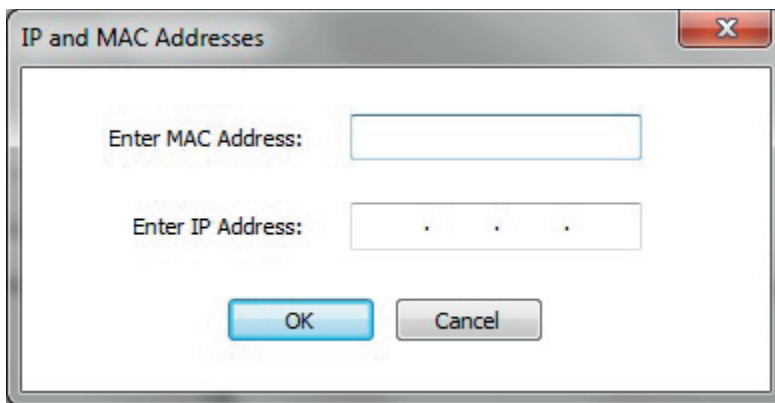 IP and MAC Addresses
Enter MAC Address:
Enter IP Address: . . .
OK Cancel